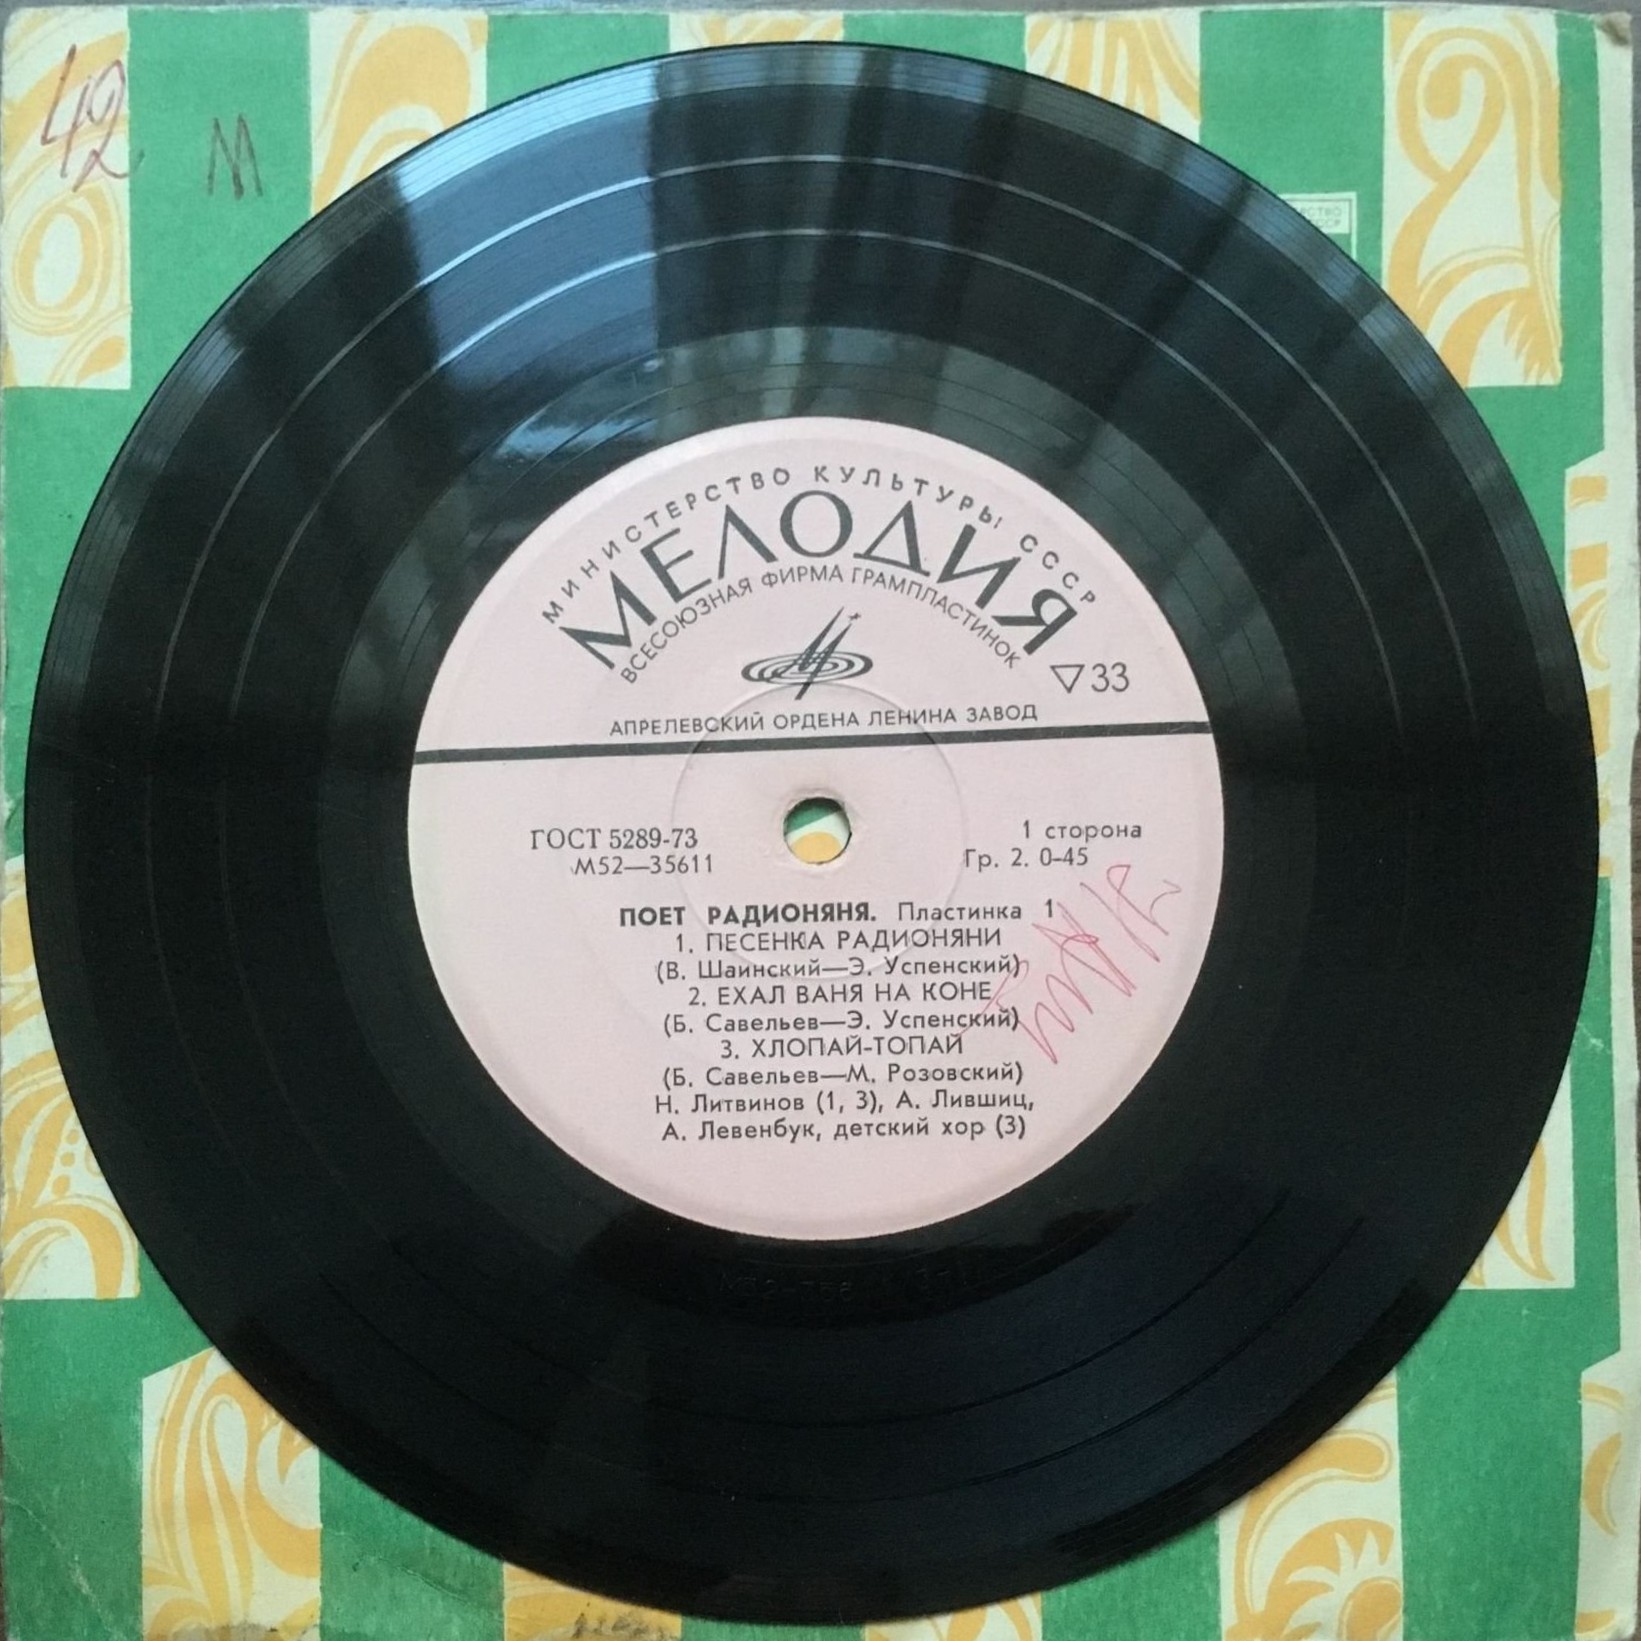 42
М
МИНИСТЕРСТВО КУЛЬТУРЫ СССР
МЕЛОДИЯ
ВСЕСОЮЗНАЯ ФИРМА ГРАМПЛАСТИНОК
▽33
АПРЕЛЕВСКИЙ ОРДЕНА ЛЕНИНА ЗАВОД
ГОСТ 5289-73
М52—35611
1 сторона
Гр. 2. 0-45
ПОЕТ РАДИОНЯНЯ. Пластинка 1
1. ПЕСЕНКА РАДИОНЯНИ
(В. Шаинский—Э. Успенский)
2. ЕХАЛ ВАНЯ НА КОНЕ
(Б. Савельев—Э. Успенский)
3. ХЛОПАЙ-ТОПАЙ
(Б. Савельев—М. Розовский)
Н. Литвинов (1, 3), А. Лившиц,
А. Левенбук, детский хор (3)